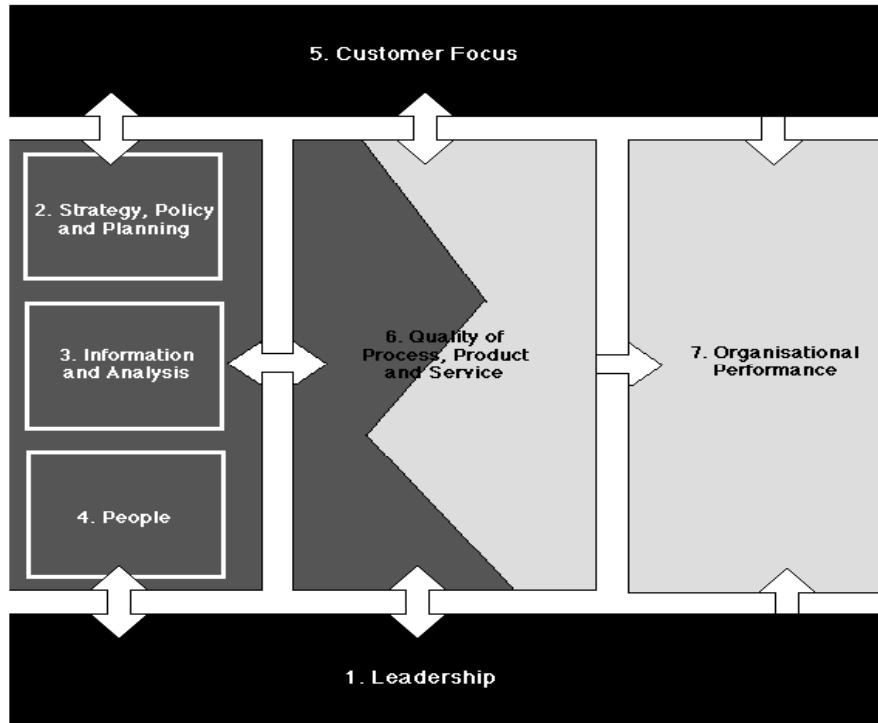 5. Customer Focus
2. Strategy, Policy
and Planning
3. Information
and Analysis
4. People
6. Quality of
Process, Product
and Service
7. Organisational
Performance
1. Leadership